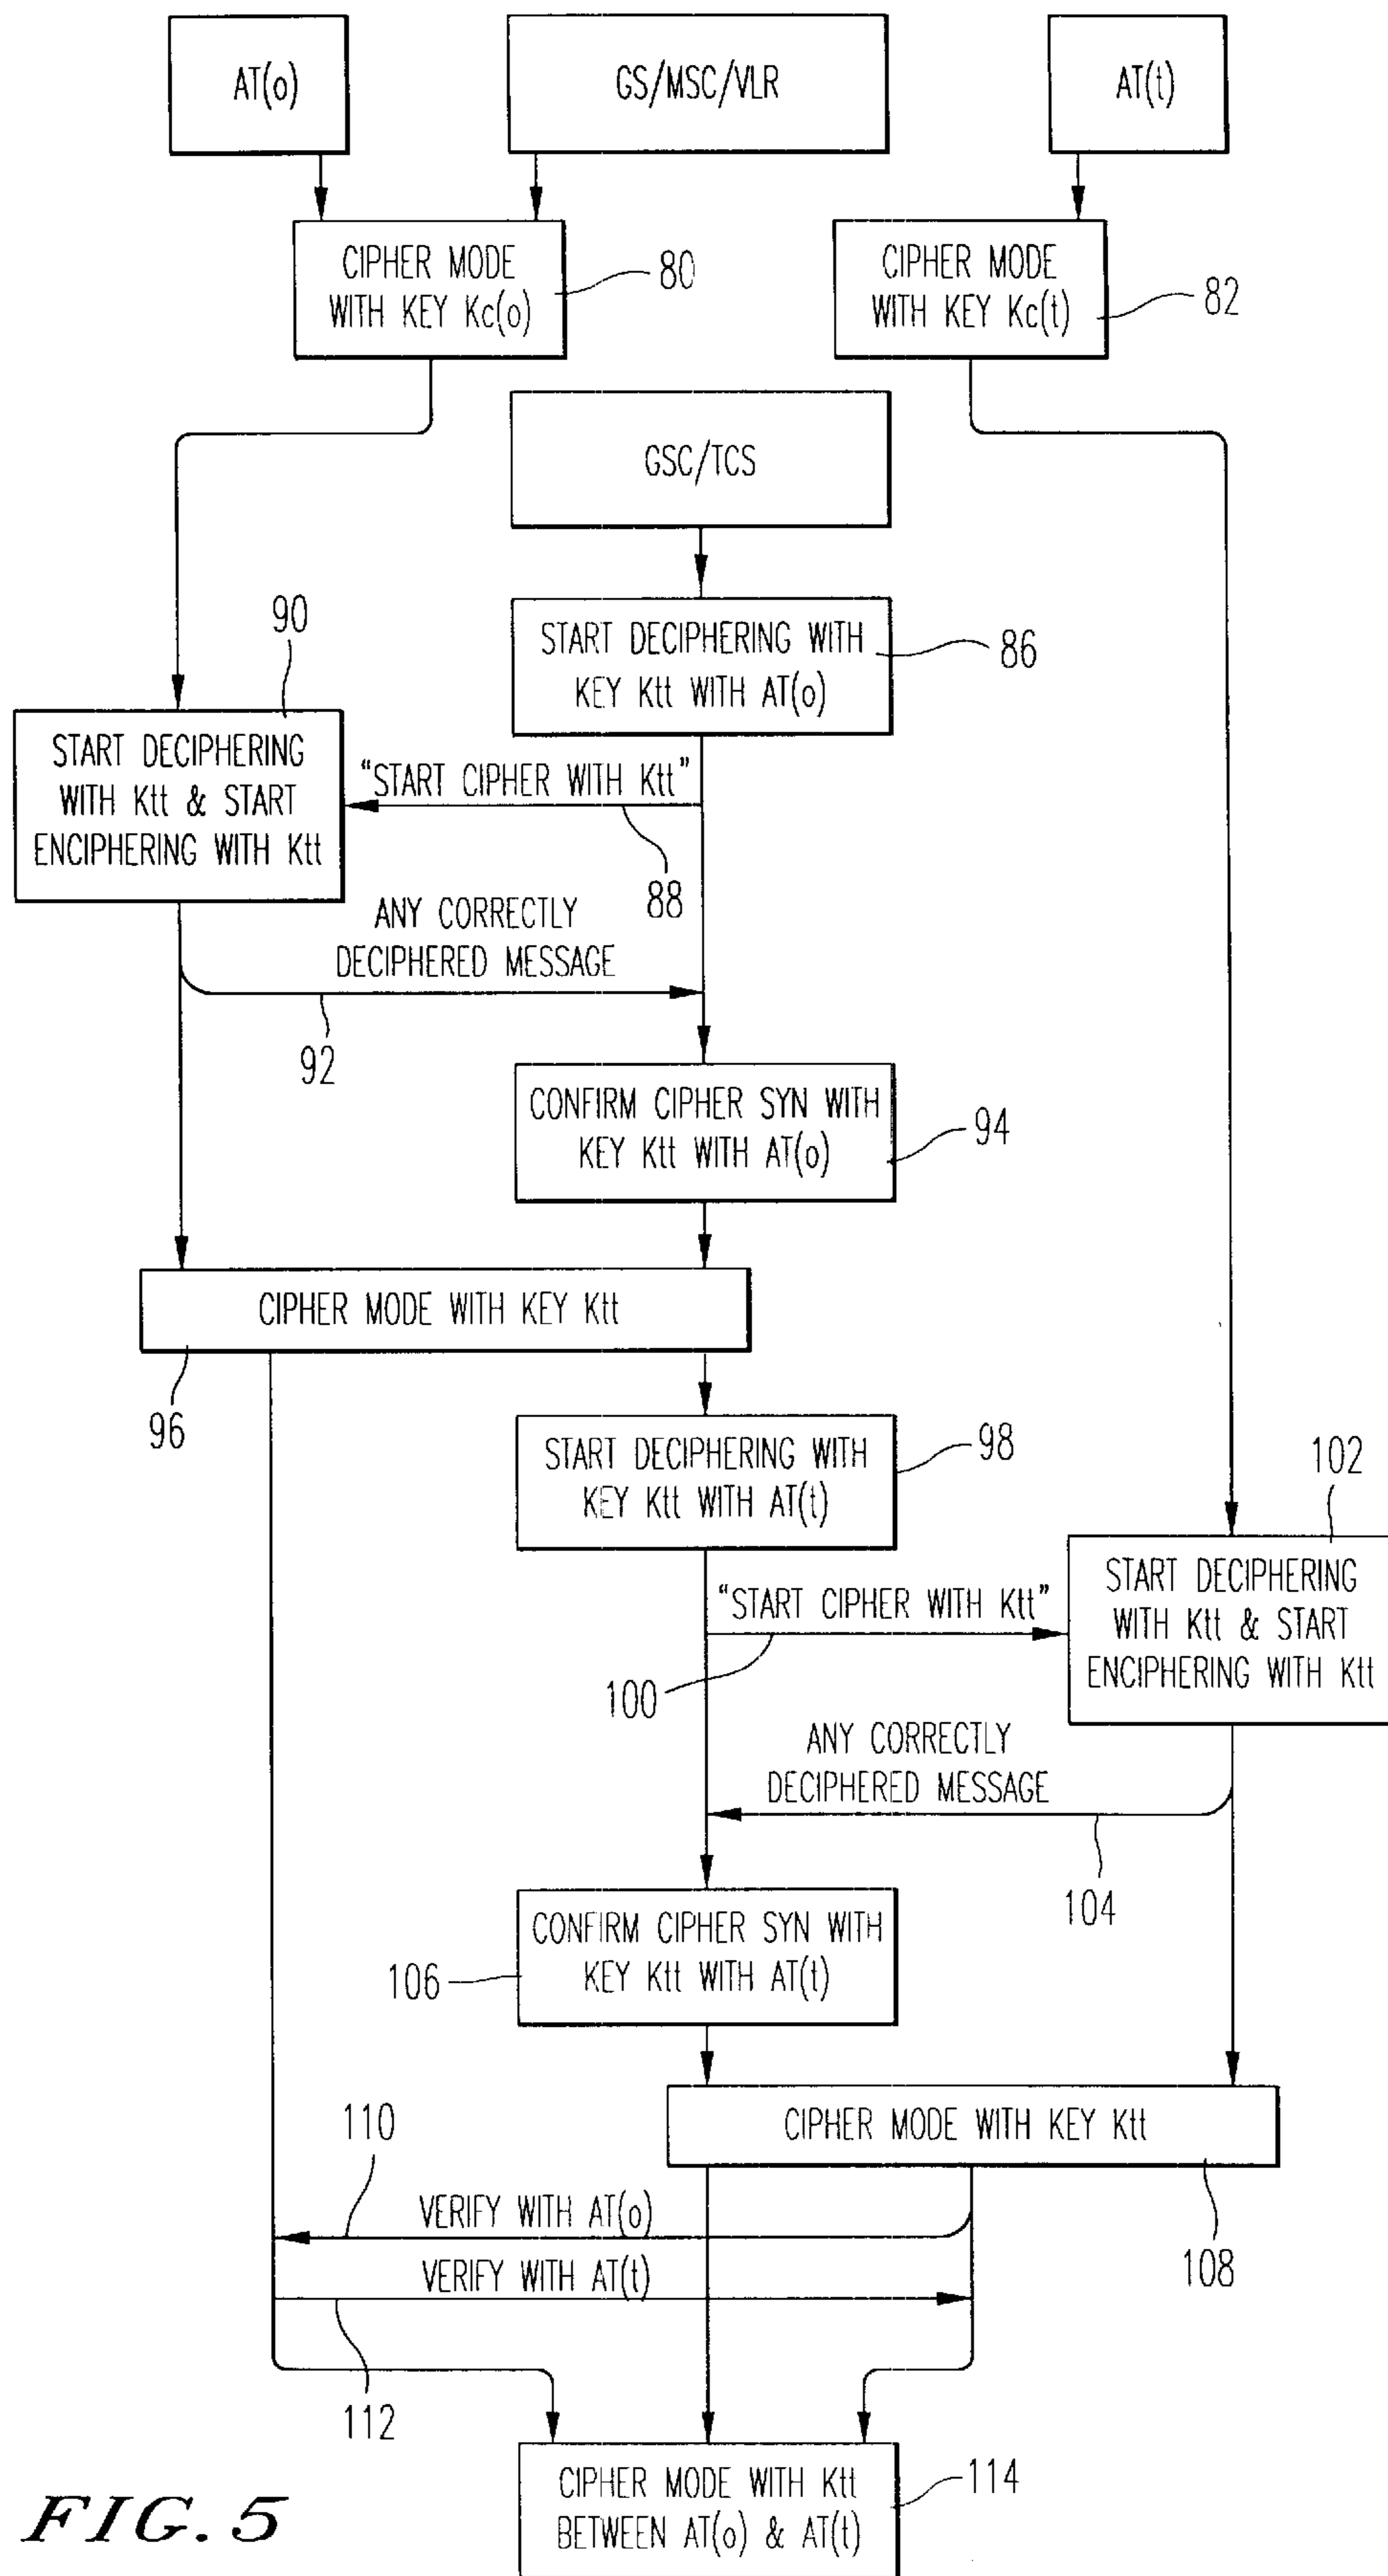 AT(o)
GS/MSC/VLR
AT(t)
CIPHER MODE
WITH KEY Kc(o)
80
CIPHER MODE
WITH KEY Kc(t)
82
GSC/TCS
START DECIPHERING WITH
KEY Ktt WITH AT(o)
86
90
START DECIPHERING
WITH Ktt & START
ENCIPHERING WITH Ktt
"START CIPHER WITH Ktt"
88
ANY CORRECTLY
DECIPHERED MESSAGE
92
CONFIRM CIPHER SYN WITH
KEY Ktt WITH AT(o)
94
CIPHER MODE WITH KEY Ktt
96
START DECIPHERING WITH
KEY Ktt WITH AT(t)
98
102
START DECIPHERING
WITH Ktt & START
ENCIPHERING WITH Ktt
"START CIPHER WITH Ktt"
100
ANY CORRECTLY
DECIPHERED MESSAGE
104
CONFIRM CIPHER SYN WITH
KEY Ktt WITH AT(t)
106
CIPHER MODE WITH KEY Ktt
108
110
VERIFY WITH AT(o)
VERIFY WITH AT(t)
112
CIPHER MODE WITH Ktt
BETWEEN AT(o) & AT(t)
114
FIG. 5